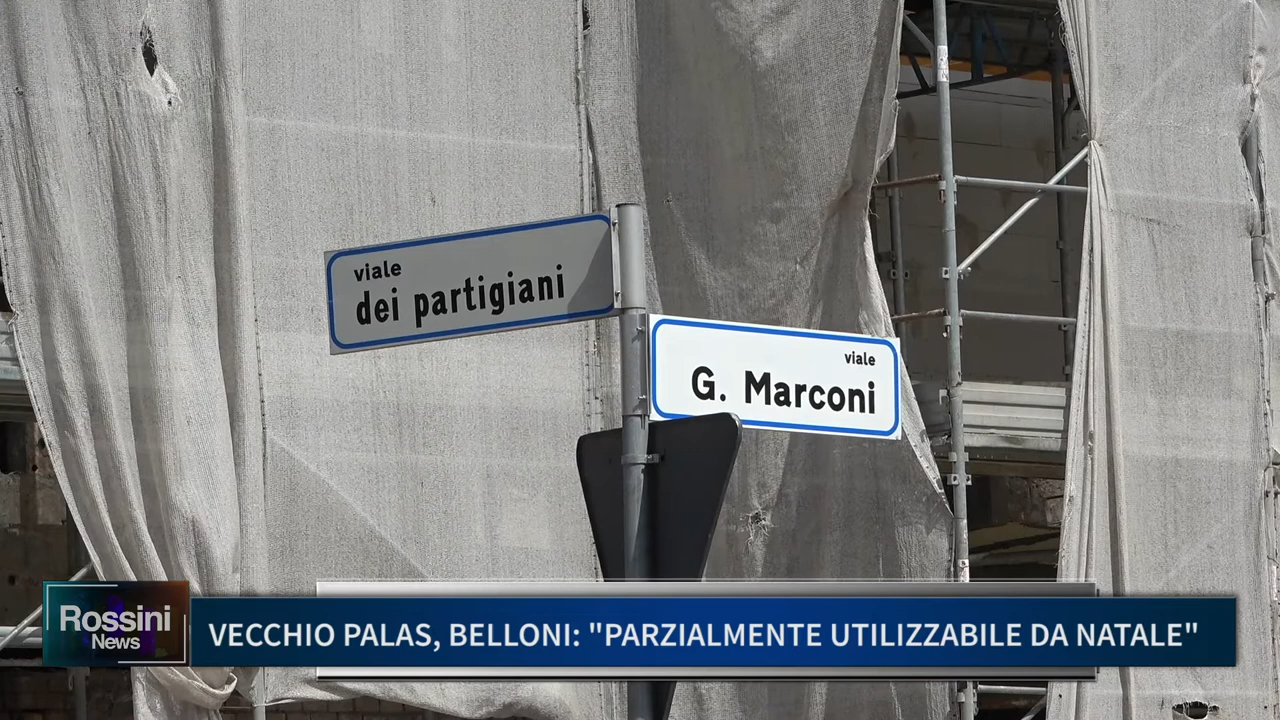 viale
dei partigiani
viale
G. Marconi
Rossini
News
VECCHIO PALAS, BELLONI: "PARZIALMENTE UTILIZZABILE DA NATALE"